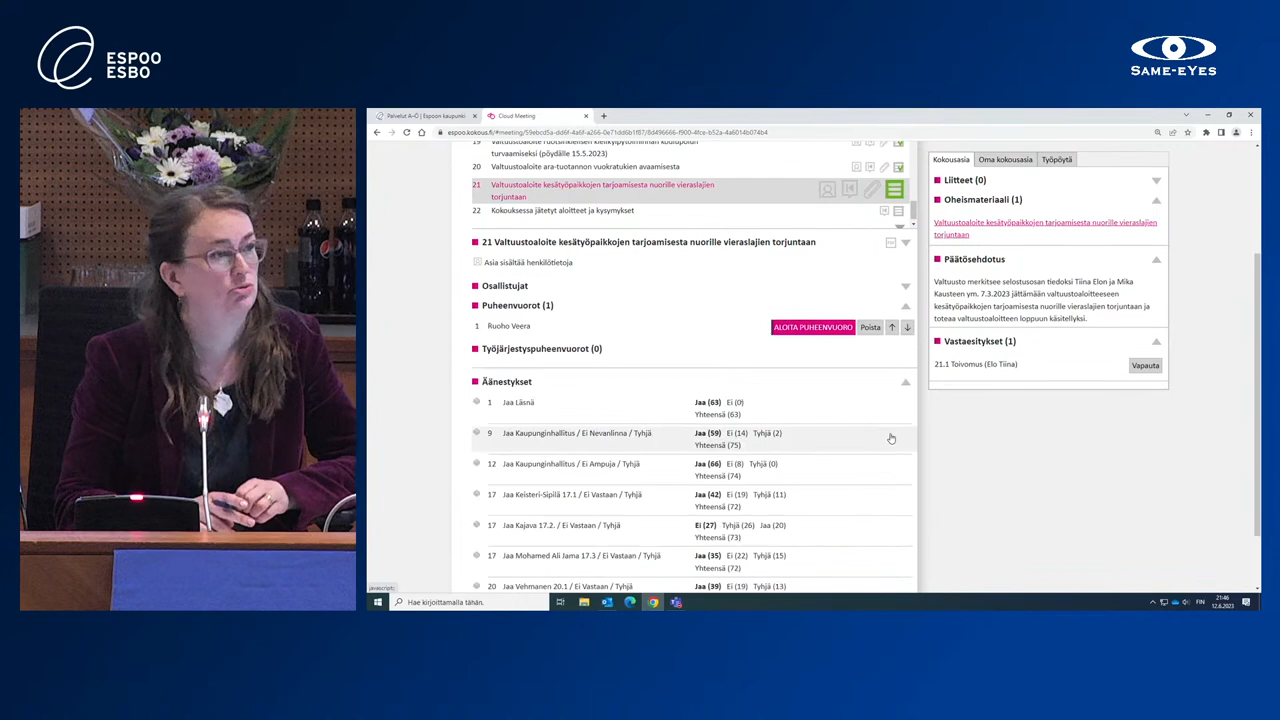 ESPOO
ESBO
SAME-EYES
Palvelut A-Ö | Espoon kaupunki
Cloud Meeting
espoo.kokous.fi/#meeting/59ebcd5a-dd6f-4a6f-a266-0e71dd6b1f87/8d496666-f900-4fce-b52a-4a6014b074b4
turvaamiseksi (pöydälle 15.5.2023)
20 Valtuustoaloite ara-tuotannon vuokratukien avaamisesta
21 Valtuustoaloite kesätyöpaikkojen tarjoamisesta nuorille vieraslajien
torjuntaan
22 Kokouksessa jätetyt aloitteet ja kysymykset
21 Valtuustoaloite kesätyöpaikkojen tarjoamisesta nuorille vieraslajien torjuntaan
Asia sisältää henkilötietoja
Osallistujat
Puheenvuorot (1)
1 Ruoho Veera
ALOITA PUHEENVUORO Poista
Työjärjestyspuheenvuorot (0)
Äänestykset
1 Jaa Läsnä Jaa (63) Ei (0)
Yhteensä (63)
9 Jaa Kaupunginhallitus / Ei Nevanlinna / Tyhjä Jaa (59) Ei (14) Tyhjä (2)
Yhteensä (75)
12 Jaa Kaupunginhallitus / Ei Ampuja / Tyhjä Jaa (66) Ei (8) Tyhjä (0)
Yhteensä (74)
17 Jaa Keisteri-Sipilä 17.1 / Ei Vastaan / Tyhjä Jaa (42) Ei (19) Tyhjä (11)
Yhteensä (72)
17 Jaa Kajava 17.2. / Ei Vastaan / Tyhjä Ei (27) Tyhjä (26) Jaa (20)
Yhteensä (73)
17 Jaa Mohamed Ali Jama 17.3 / Ei Vastaan / Tyhjä Jaa (35) Ei (22) Tyhjä (15)
Yhteensä (72)
20 Jaa Vehmanen 20.1 / Ei Vastaan / Tyhjä Jaa (39) Ei (19) Tyhjä (13)
Kokousasia Oma kokousasia Työpöytä
Liitteet (0)
Oheismateriaali (1)
Valtuustoaloite kesätyöpaikkojen tarjoamisesta nuorille vieraslajien
torjuntaan
Päätösehdotus
Valtuusto merkitsee selostusosan tiedoksi Tiina Elon ja Mika
Kausteen ym. 7.3.2023 jättämään valtuustoaloitteeseen
kesätyöpaikkojen tarjoamisesta nuorille vieraslajien torjuntaan ja
toteaa valtuustoaloitteen loppuun käsitellyksi.
Vastaesitykset (1)
21.1 Toivomus (Elo Tiina) Vapauta
javascript:
Hae kirjoittamalla tähän.
FIN
21:46
12.6.2023